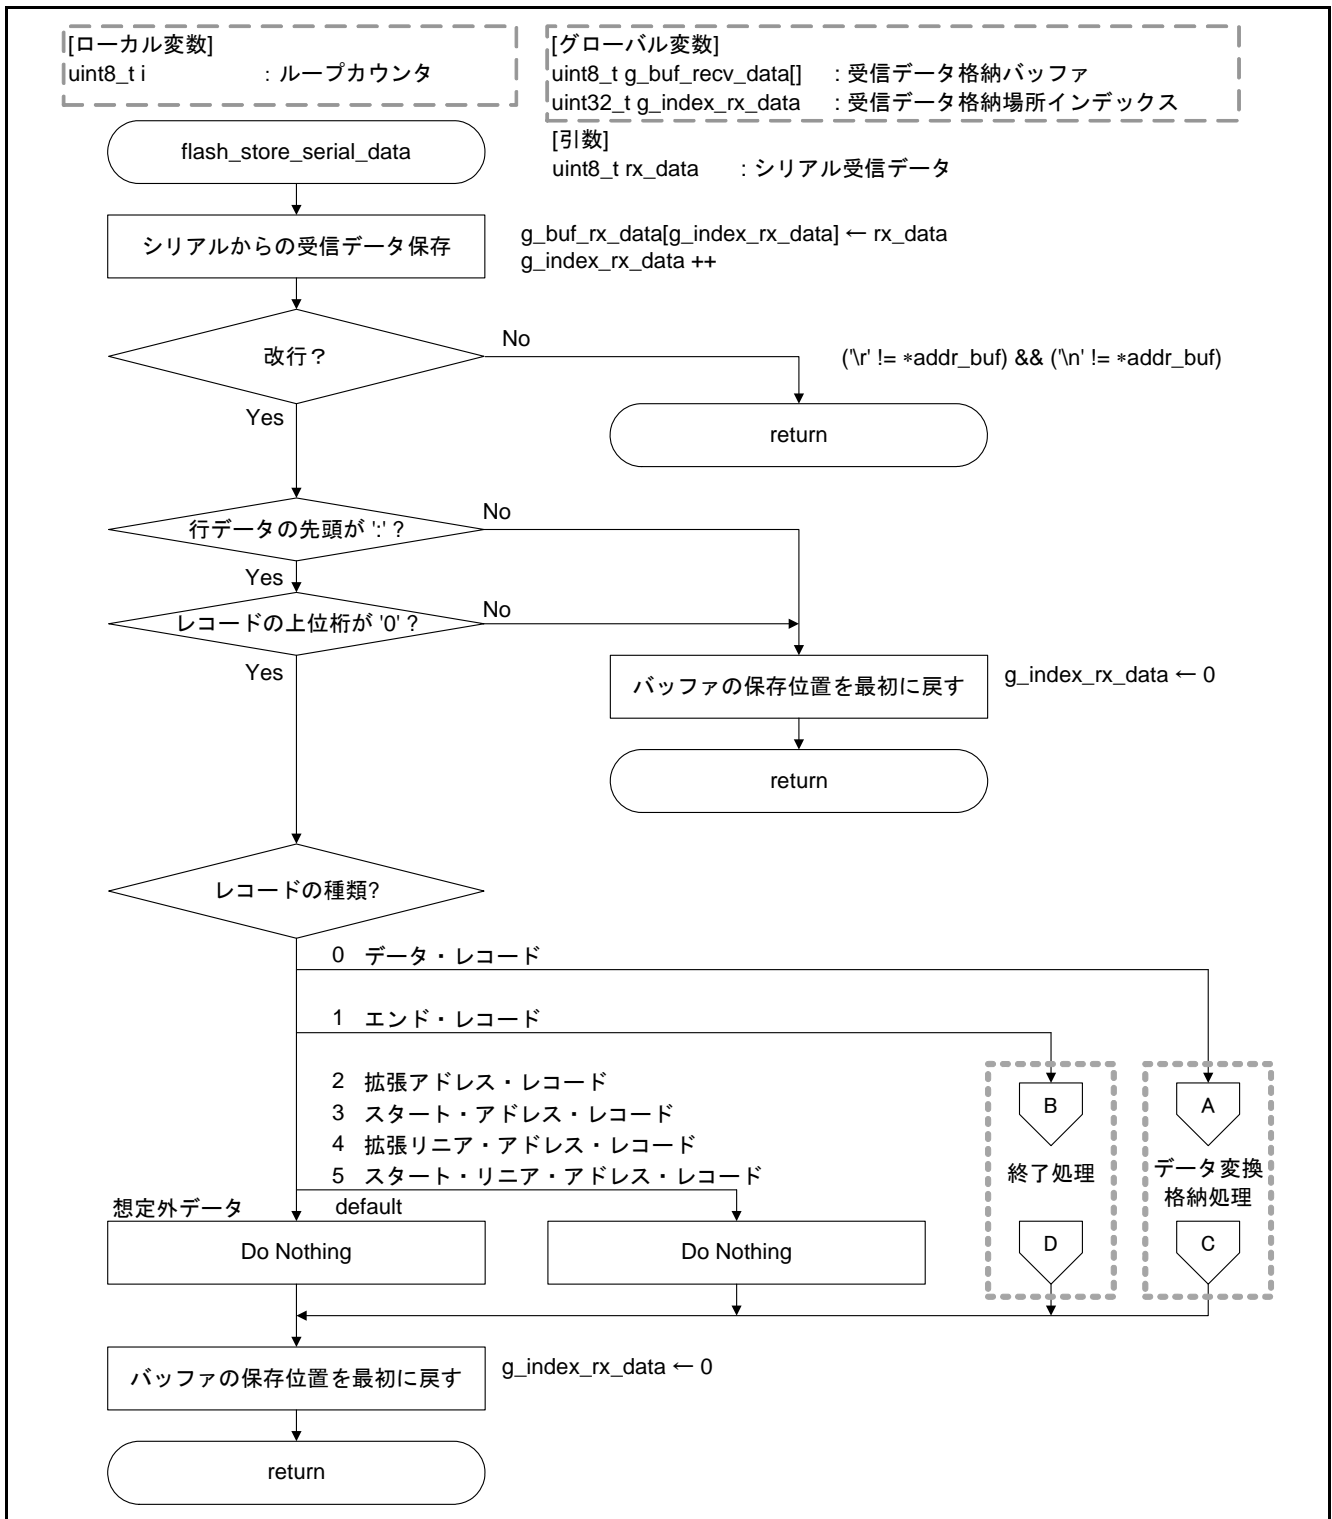 [ローカル変数]
uint8_t i : ループカウンタ
[グローバル変数]
uint8_t g_buf_recv_data[] : 受信データ格納バッファ
uint32_t g_index_rx_data : 受信データ格納場所インデックス
[引数]
uint8_t rx_data : シリアル受信データ
flash_store_serial_data
シリアルからの受信データ保存
g_buf_rx_data[g_index_rx_data] ← rx_data
g_index_rx_data ++
改行？
No
('\r' != *addr_buf) && ('\n' != *addr_buf)
return
Yes
行データの先頭が ':' ?
No
Yes
レコードの上位桁が '0' ?
No
Yes
バッファの保存位置を最初に戻す
g_index_rx_data ← 0
return
レコードの種類?
0 データ・レコード
1 エンド・レコード
2 拡張アドレス・レコード
3 スタート・アドレス・レコード
4 拡張リニア・アドレス・レコード
5 スタート・リニア・アドレス・レコード
想定外データ
default
B
終了処理
D
A
データ変換
格納処理
C
Do Nothing
Do Nothing
バッファの保存位置を最初に戻す
g_index_rx_data ← 0
return